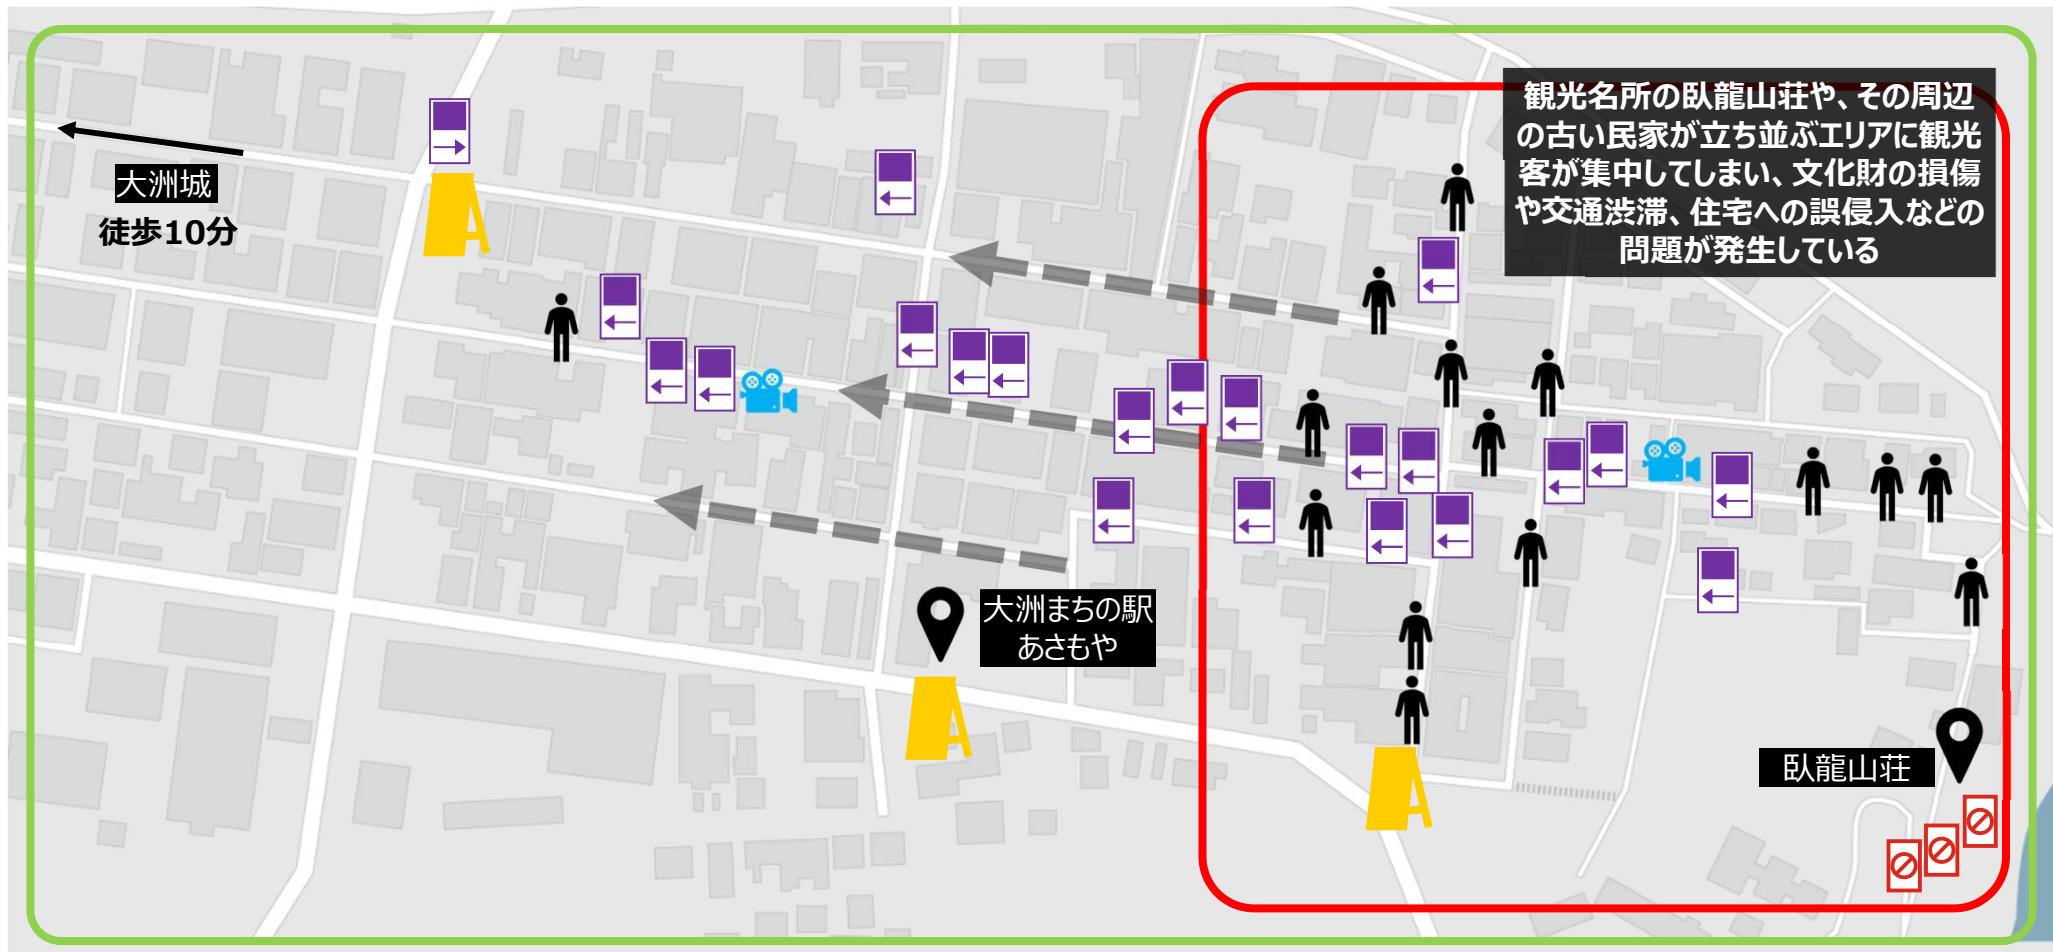 観光名所の臥龍山荘や、その周辺
の古い民家が立ち並ぶエリアに観光
客が集中してしまい、文化財の損傷
や交通渋滞、住宅への誤侵入などの
問題が発生している
大洲城
徒歩10分
大洲まちの駅
あさもや
臥龍山荘